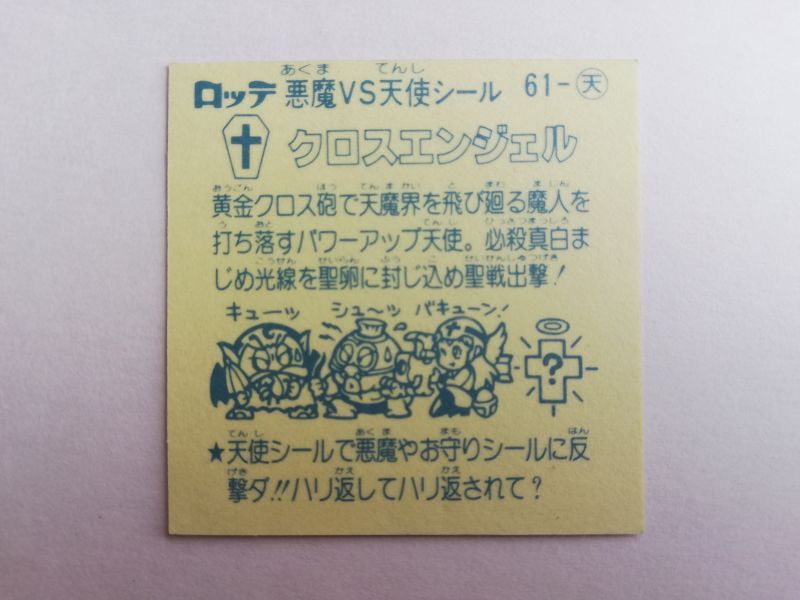 ロッテ 悪魔VS天使シール 61-天
クロスエンジェル
黄金クロス砲で天魔界を飛び廻る魔人を
打ち落すパワーアップ天使。必殺真白ま
じめ光線を聖卵に封じ込め聖戦出撃!
キューッ シュ〜ッ バキューン!
?
★天使シールで悪魔やお守りシールに反
撃ダ!!ハリ返してハリ返されて?